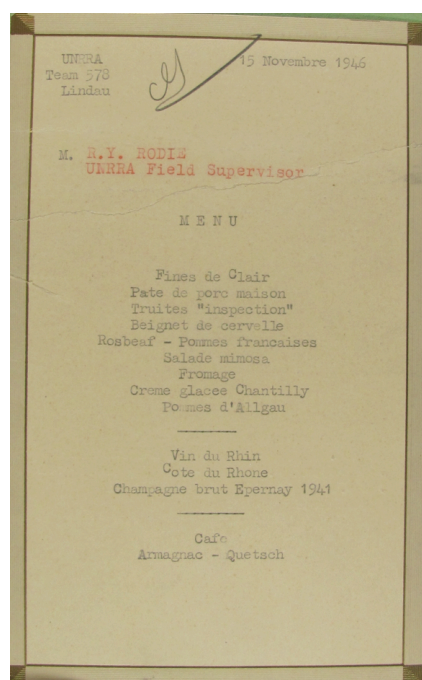 UNRRA
Team 578
Lindau
15 Novembre 1946
M. R.Y. RODIE
UNRRA Field Supervisor
MENU
Fines de Clair
Pate de porc maison
Truites "inspection"
Beignet de cervelle
Rosbeaf - Pommes francaises
Salade mimosa
Fromage
Creme glacee Chantilly
Pommes d'Allgau
Vin du Rhin
Cote du Rhone
Champagne brut Epernay 1941
Cafe
Armagnac - Quetsch